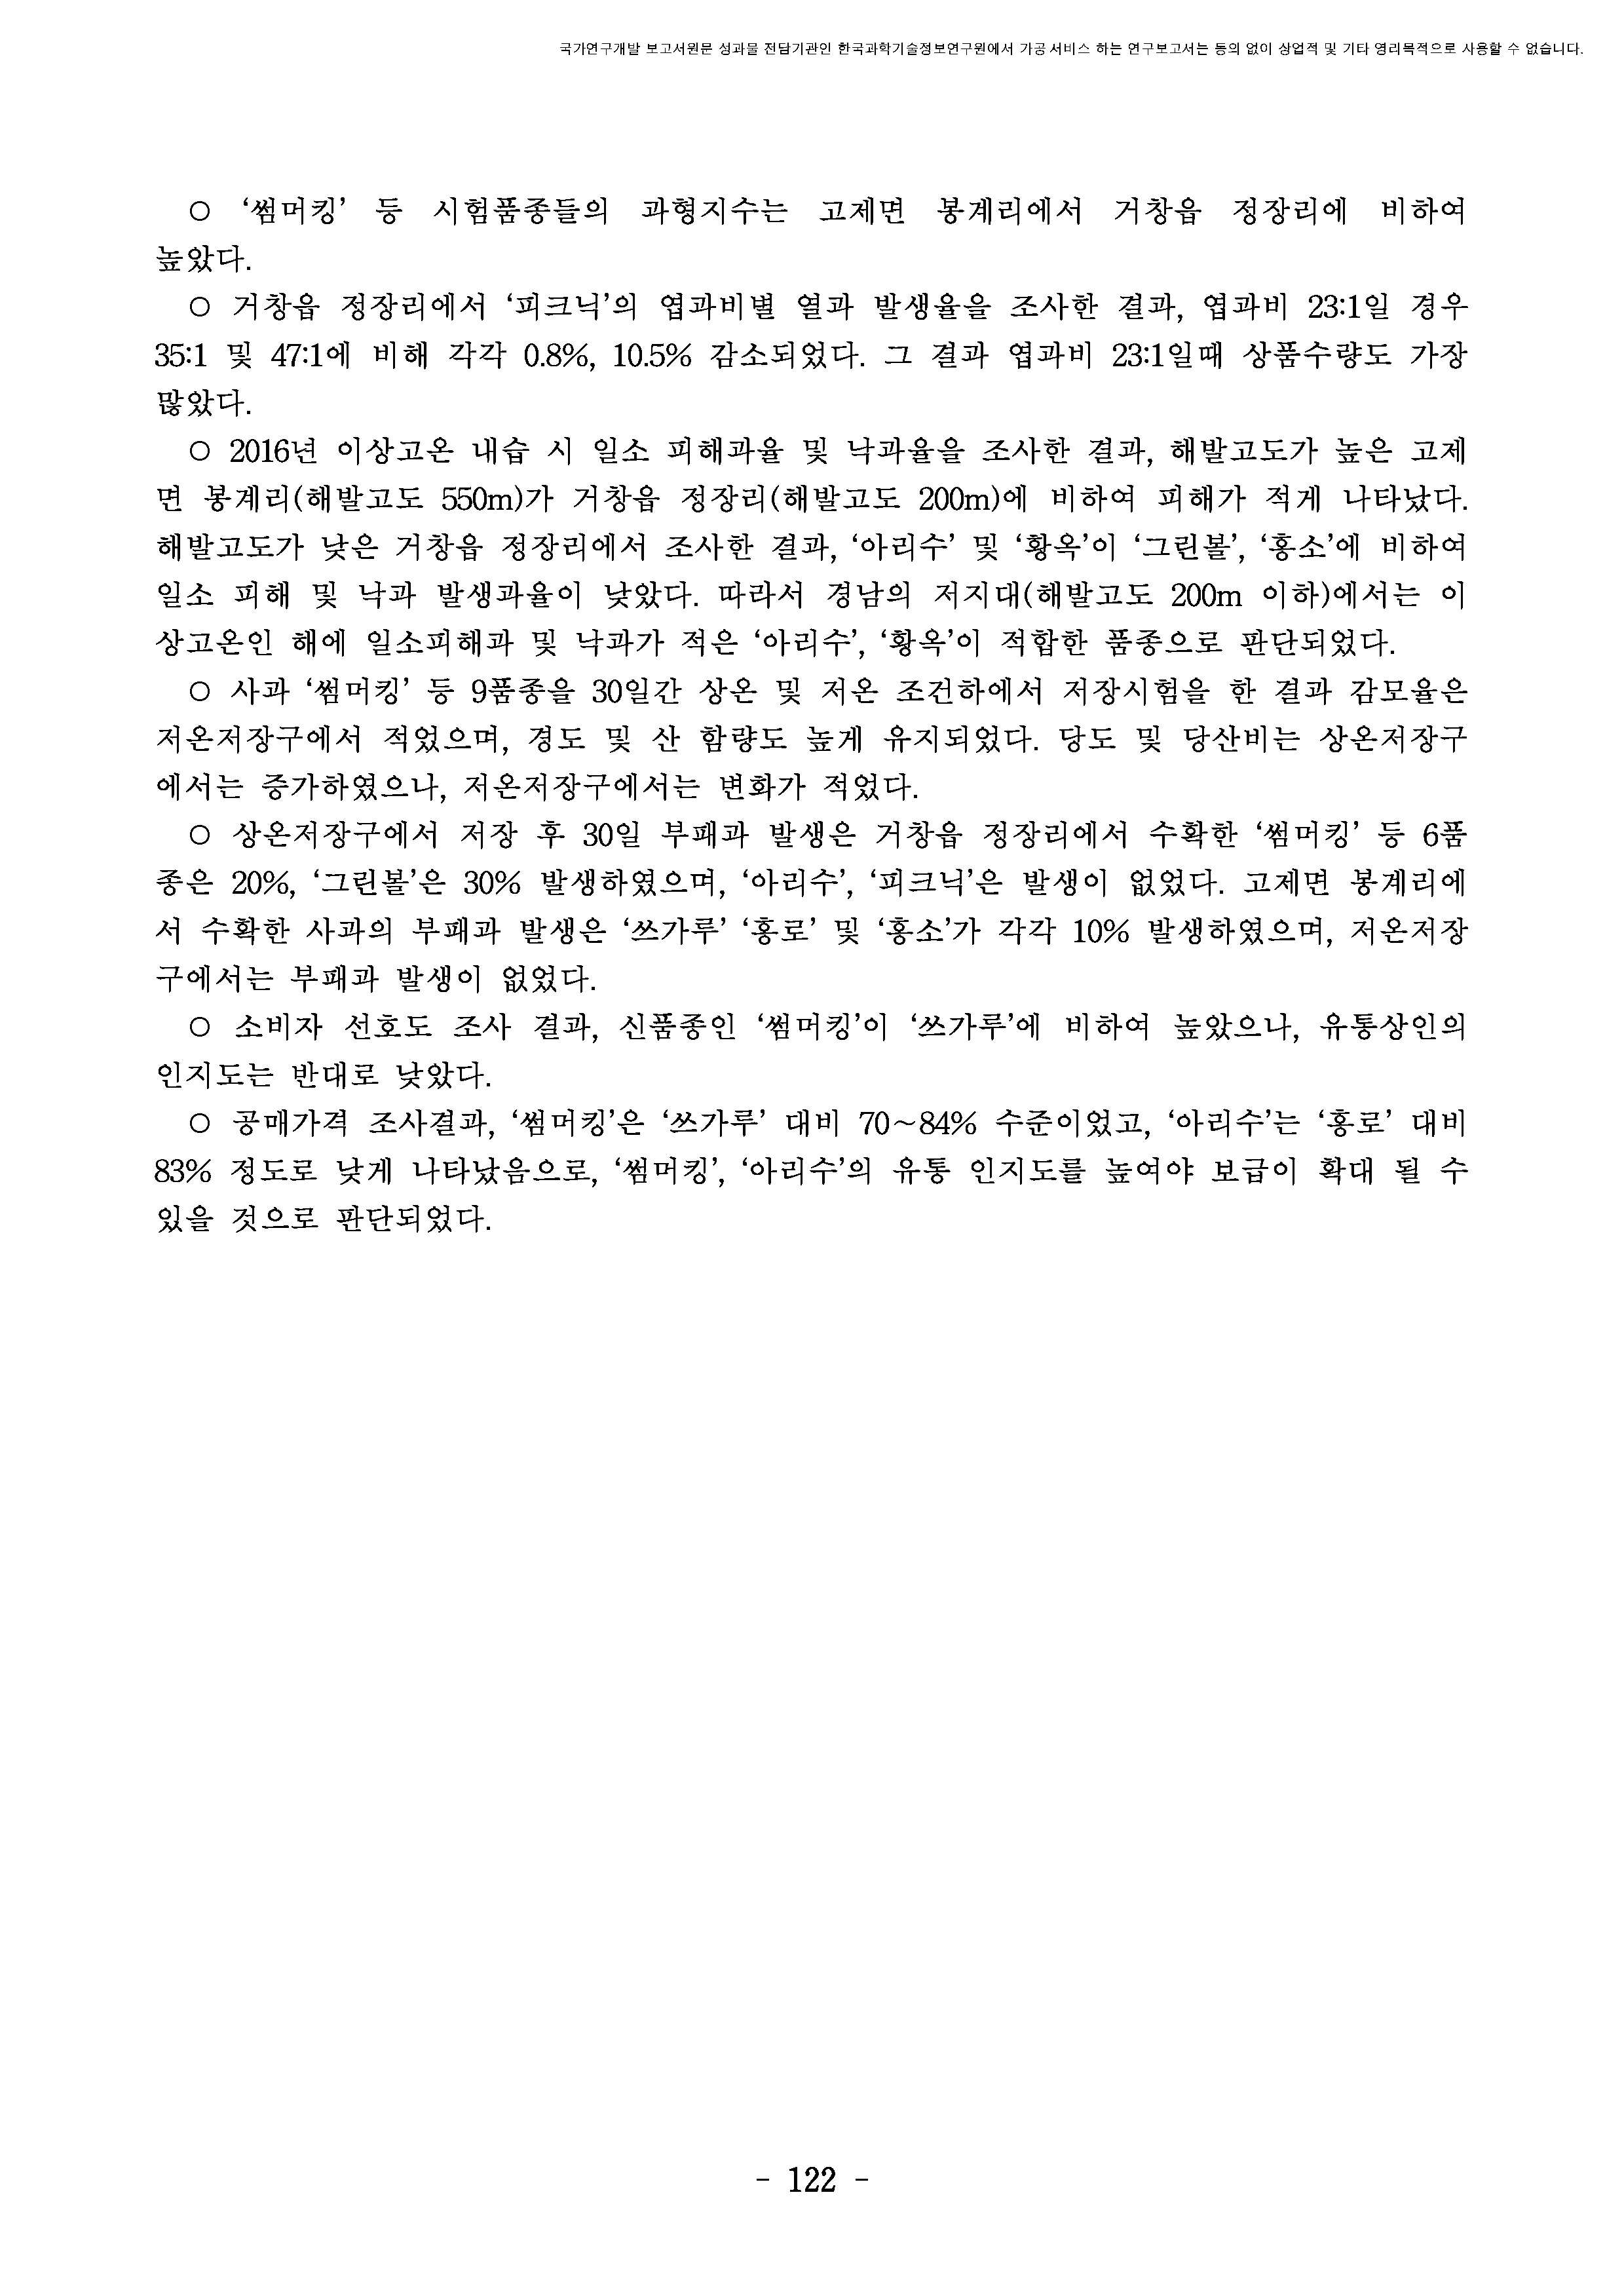 국가연구개발 보고서원문 성과물 전담기관인 한국과학기술정보연구원에서 가공·서비스 하는 연구보고서는 동의 없이 상업적 및 기타 영리목적으로 사용할 수 없습니다.
○ ‘썸머킹’ 등 시험품종들의 과형지수는 고제면 봉계리에서 거창읍 정장리에 비하여
높았다.
○ 거창읍 정장리에서 ‘피크닉’의 엽과비별 열과 발생율을 조사한 결과, 엽과비 23:1일 경우
35:1 및 47:1에 비해 각각 0.8%, 10.5% 감소되었다. 그 결과 엽과비 23:1일때 상품수량도 가장
많았다.
○ 2016년 이상고온 내습 시 일소 피해과율 및 낙과율을 조사한 결과, 해발고도가 높은 고제
면 봉계리(해발고도 550m)가 거창읍 정장리(해발고도 200m)에 비하여 피해가 적게 나타났다.
해발고도가 낮은 거창읍 정장리에서 조사한 결과, ‘아리수’ 및 ‘황옥’이 ‘그린볼’, ‘홍소’에 비하여
일소 피해 및 낙과 발생과율이 낮았다. 따라서 경남의 저지대(해발고도 200m 이하)에서는 이
상고온인 해에 일소피해과 및 낙과가 적은 ‘아리수’, ‘황옥’이 적합한 품종으로 판단되었다.
○ 사과 ‘썸머킹’ 등 9품종을 30일간 상온 및 저온 조건하에서 저장시험을 한 결과 감모율은
저온저장구에서 적었으며, 경도 및 산 함량도 높게 유지되었다. 당도 및 당산비는 상온저장구
에서는 증가하였으나, 저온저장구에서는 변화가 적었다.
○ 상온저장구에서 저장 후 30일 부패과 발생은 거창읍 정장리에서 수확한 ‘썸머킹’ 등 6품
종은 20%, ‘그린볼’은 30% 발생하였으며, ‘아리수’, ‘피크닉’은 발생이 없었다. 고제면 봉계리에
서 수확한 사과의 부패과 발생은 ‘쓰가루’ ‘홍로’ 및 ‘홍소’가 각각 10% 발생하였으며, 저온저장
구에서는 부패과 발생이 없었다.
○ 소비자 선호도 조사 결과, 신품종인 ‘썸머킹’이 ‘쓰가루’에 비하여 높았으나, 유통상인의
인지도는 반대로 낮았다.
○ 공매가격 조사결과, ‘썸머킹’은 ‘쓰가루’ 대비 70~84% 수준이었고, ‘아리수’는 ‘홍로’ 대비
83% 정도로 낮게 나타났음으로, ‘썸머킹’, ‘아리수’의 유통 인지도를 높여야 보급이 확대 될 수
있을 것으로 판단되었다.
- 122 -